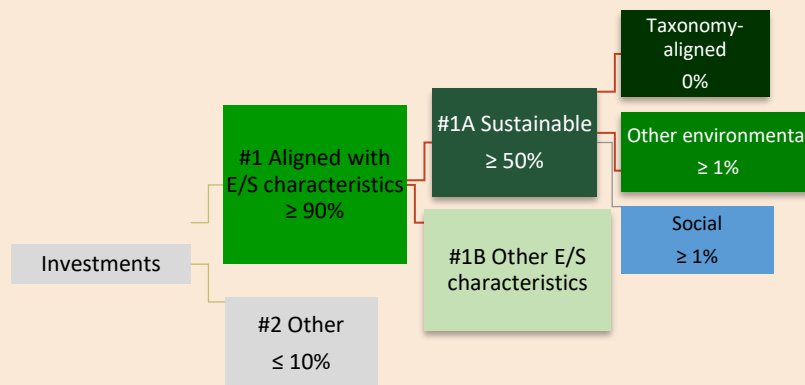 Investments
#1 Aligned with
E/S characteristics
≥ 90%
#2 Other
≤ 10%
#1A Sustainable
≥ 50%
#1B Other E/S
characteristics
Taxonomy-
aligned
0%
Other environmenta
≥ 1%
Social
≥ 1%